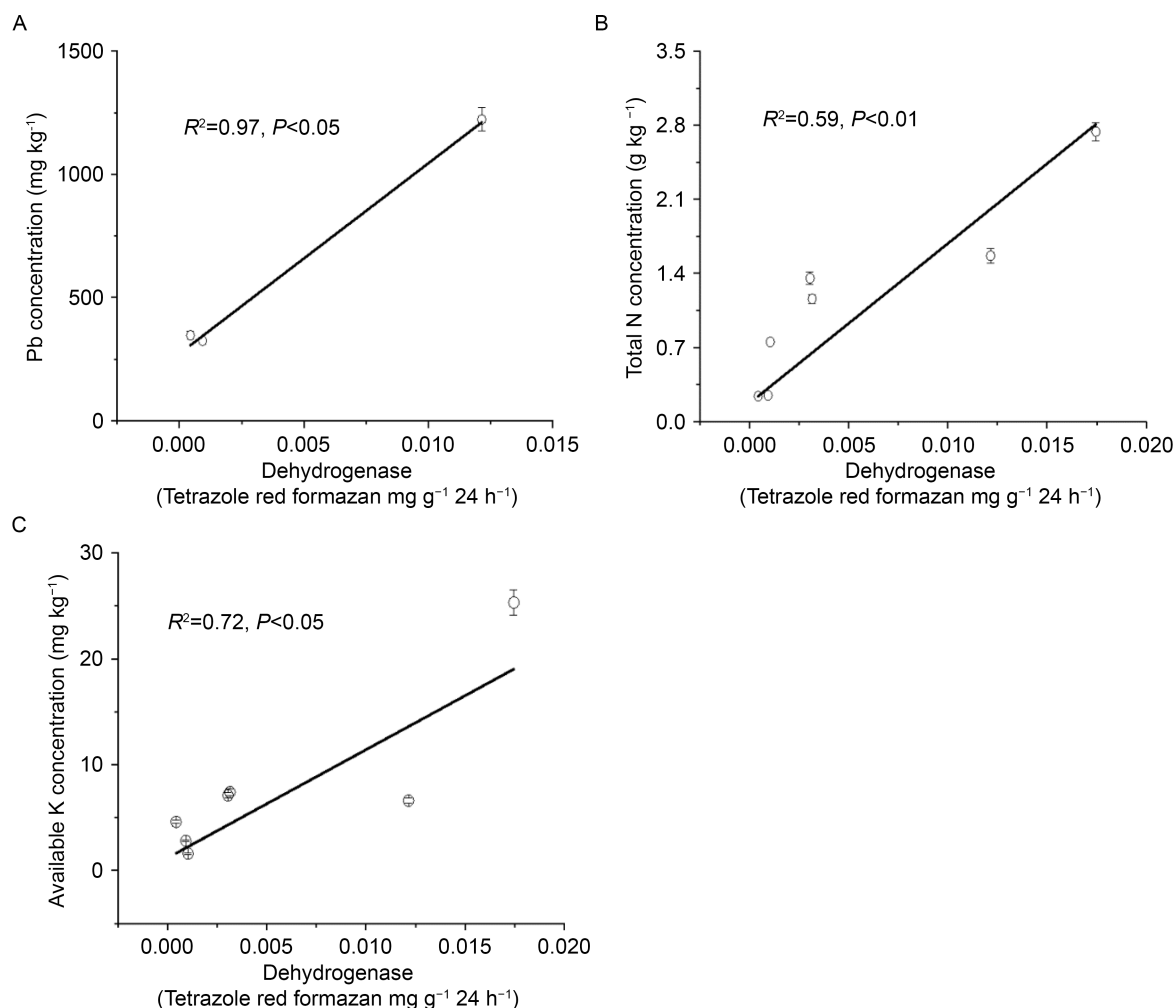 A
Pb concentration (mg kg⁻¹)
1500
1000
500
0
R²=0.97, P<0.05
0.000 0.005 0.010 0.015
Dehydrogenase
(Tetrazole red formazan mg g⁻¹ 24 h⁻¹)
B
Total N concentration (g kg⁻¹)
3.5
2.8
2.1
1.4
0.7
0.0
R²=0.59, P<0.01
0.000 0.005 0.010 0.015 0.020
Dehydrogenase
(Tetrazole red formazan mg g⁻¹ 24 h⁻¹)
C
Available K concentration (mg kg⁻¹)
30
20
10
0
R²=0.72, P<0.05
0.000 0.005 0.010 0.015 0.020
Dehydrogenase
(Tetrazole red formazan mg g⁻¹ 24 h⁻¹)